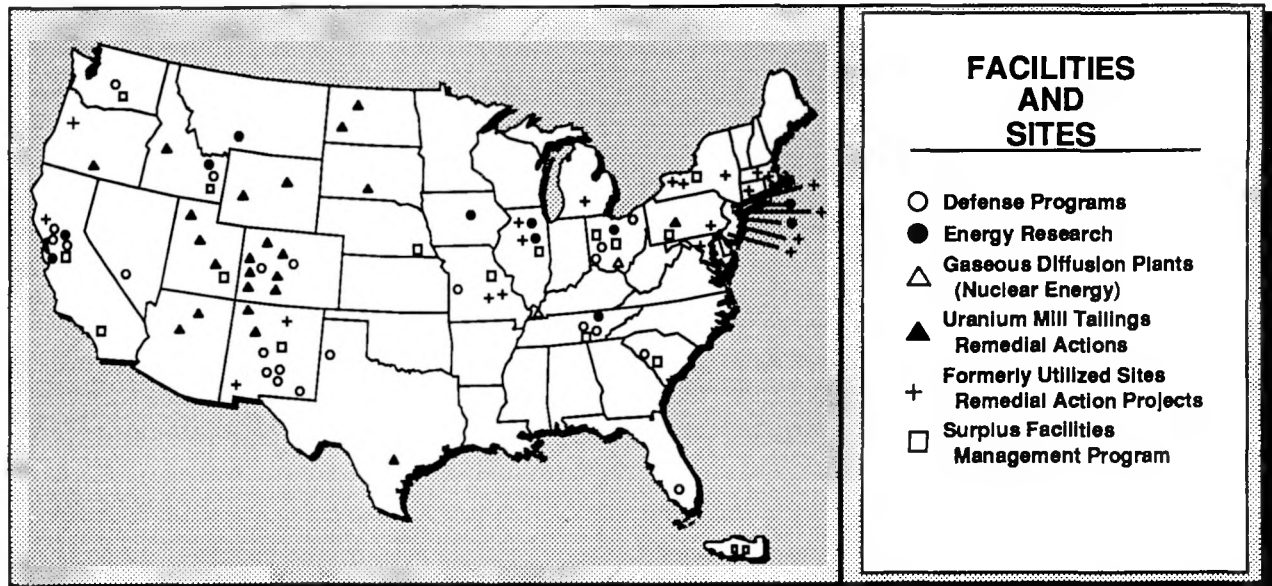 FACILITIES
AND
SITES
Defense Programs
Energy Research
Gaseous Diffusion Plants
(Nuclear Energy)
Uranium Mill Tailings
Remedial Actions
Formerly Utilized Sites
Remedial Action Projects
Surplus Facilities
Management Program